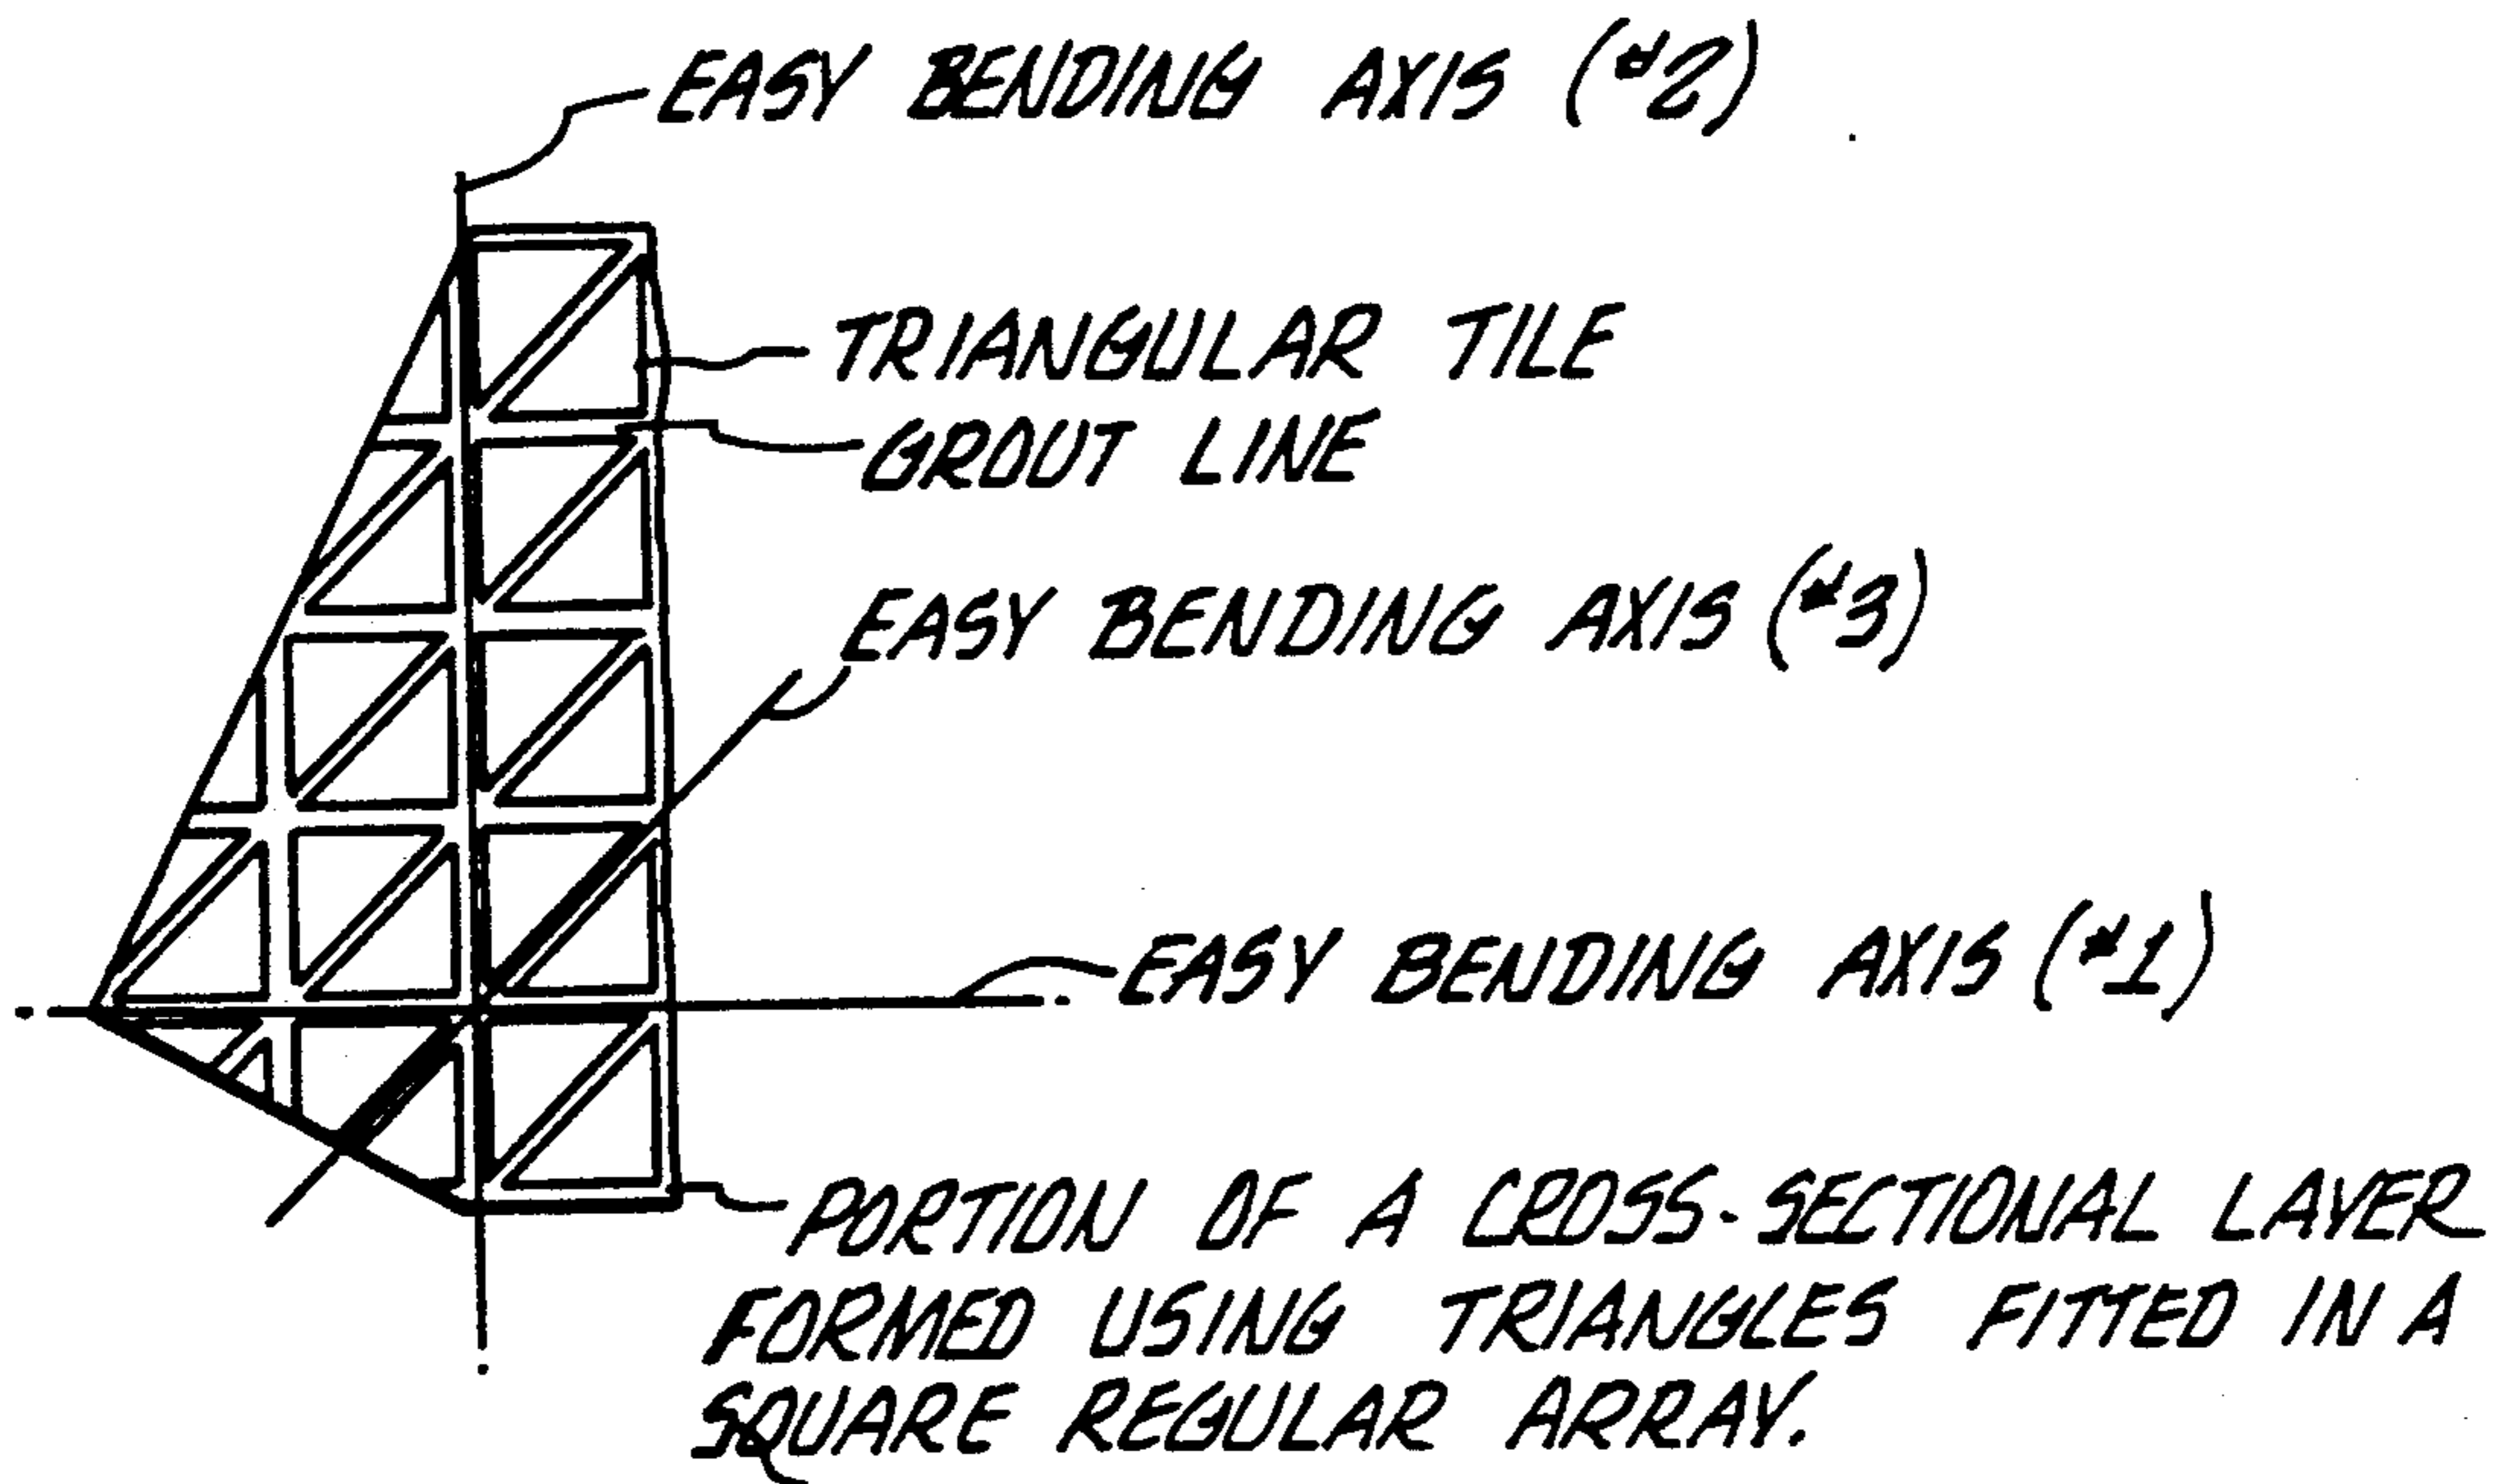 EASY BENDING AXIS (#2)
TRIANGULAR TILE
GROUT LINE
EASY BENDING AXIS (#3)
EASY BENDING AXIS (#1)
PORTION OF A CROSS-SECTIONAL LAYER
FORMED USING TRIANGLES FITTED IN A
SQUARE REGULAR ARRAY.